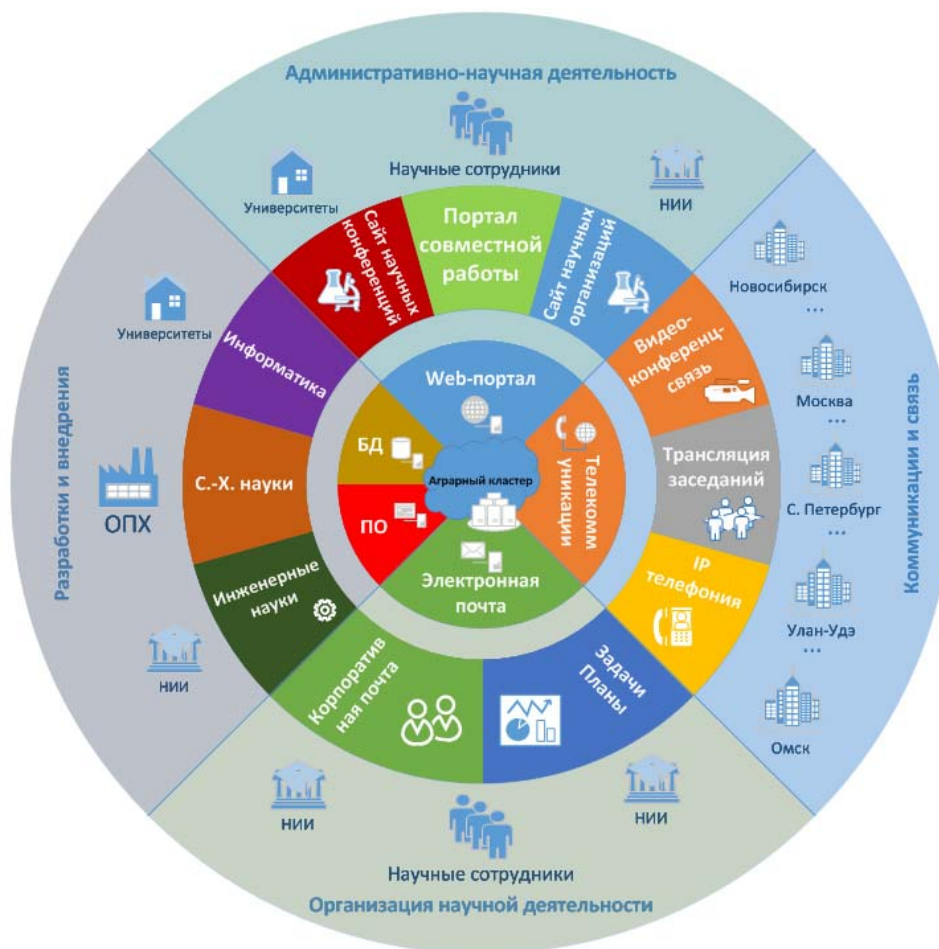 Административно-научная деятельность
Научные сотрудники
Университеты
НИИ
Сайт научных
конференций
Портал
совместной
работы
Сайт научных
организаций
Новосибирск
...
Москва
...
С. Петербург
...
Улан-Удэ
...
Омск
Коммуникации и связь
Видео-
конференц-
связь
Трансляция
заседаний
IP
телефония
Университеты
Разработки и внедрения
ОПХ
НИИ
Информатика
С.-Х. науки
Инженерные
науки
Web-портал
БД
ПО
Аграрный кластер
Телекомм
уникации
Электронная
почта
Корпоратив
ная почта
Задачи
Планы
НИИ
НИИ
Научные сотрудники
Организация научной деятельности